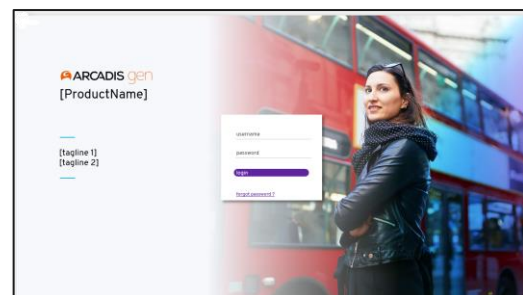 ARCADIS gen
[ProductName]
[tagline 1]
[tagline 2]
username
password
login
forgot password ?